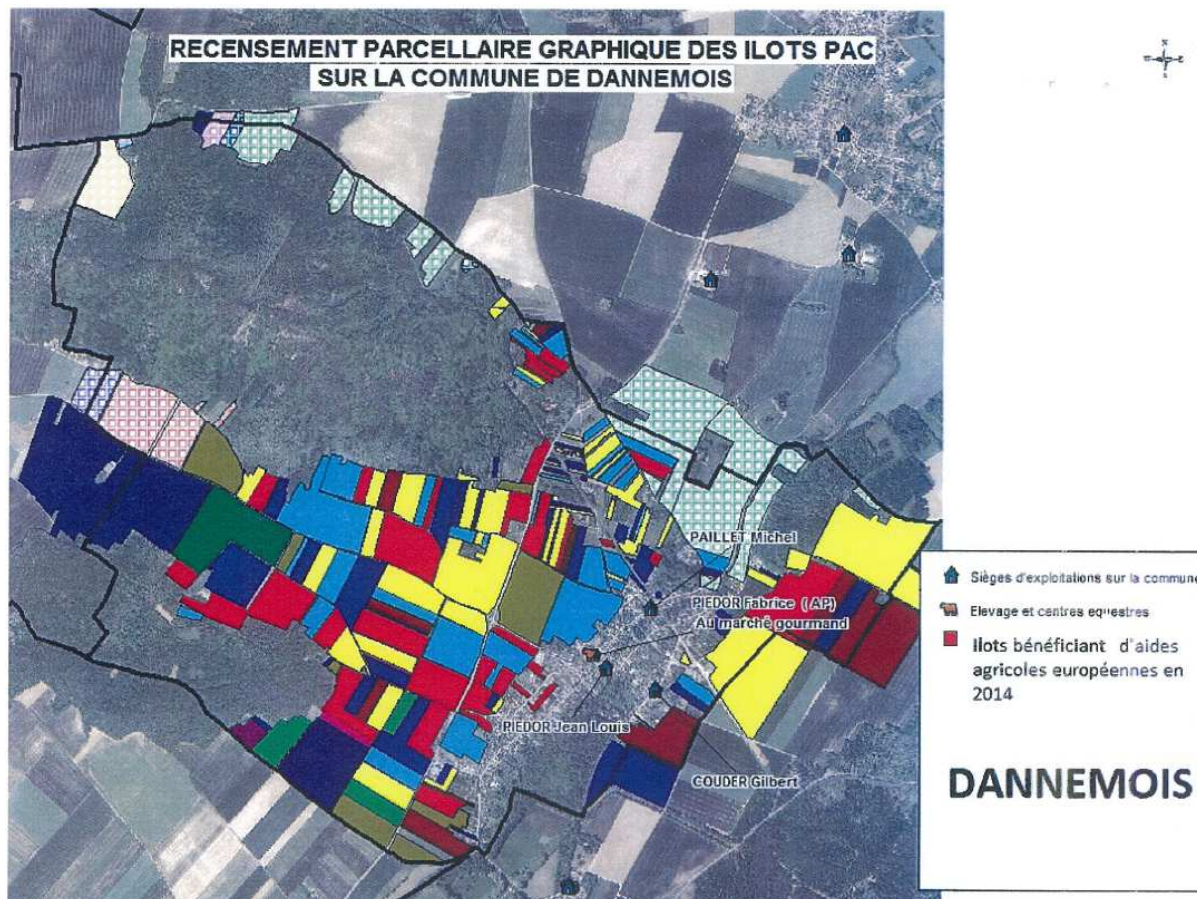 RECENSEMENT PARCELLAIRE GRAPHIQUE DES ILOTS PAC
SUR LA COMMUNE DE DANNEMOIS
N
E
S
PAILLET Michel
PIEDOR Fabrice (AP)
Au marché gourmand
PIEDOR Jean Louis
COUDER Gilbert
Sièges d'exploitations sur la commune
Elevage et centres equestres
Ilots bénéficiant d'aides
agricoles européennes en
2014
DANNEMOIS